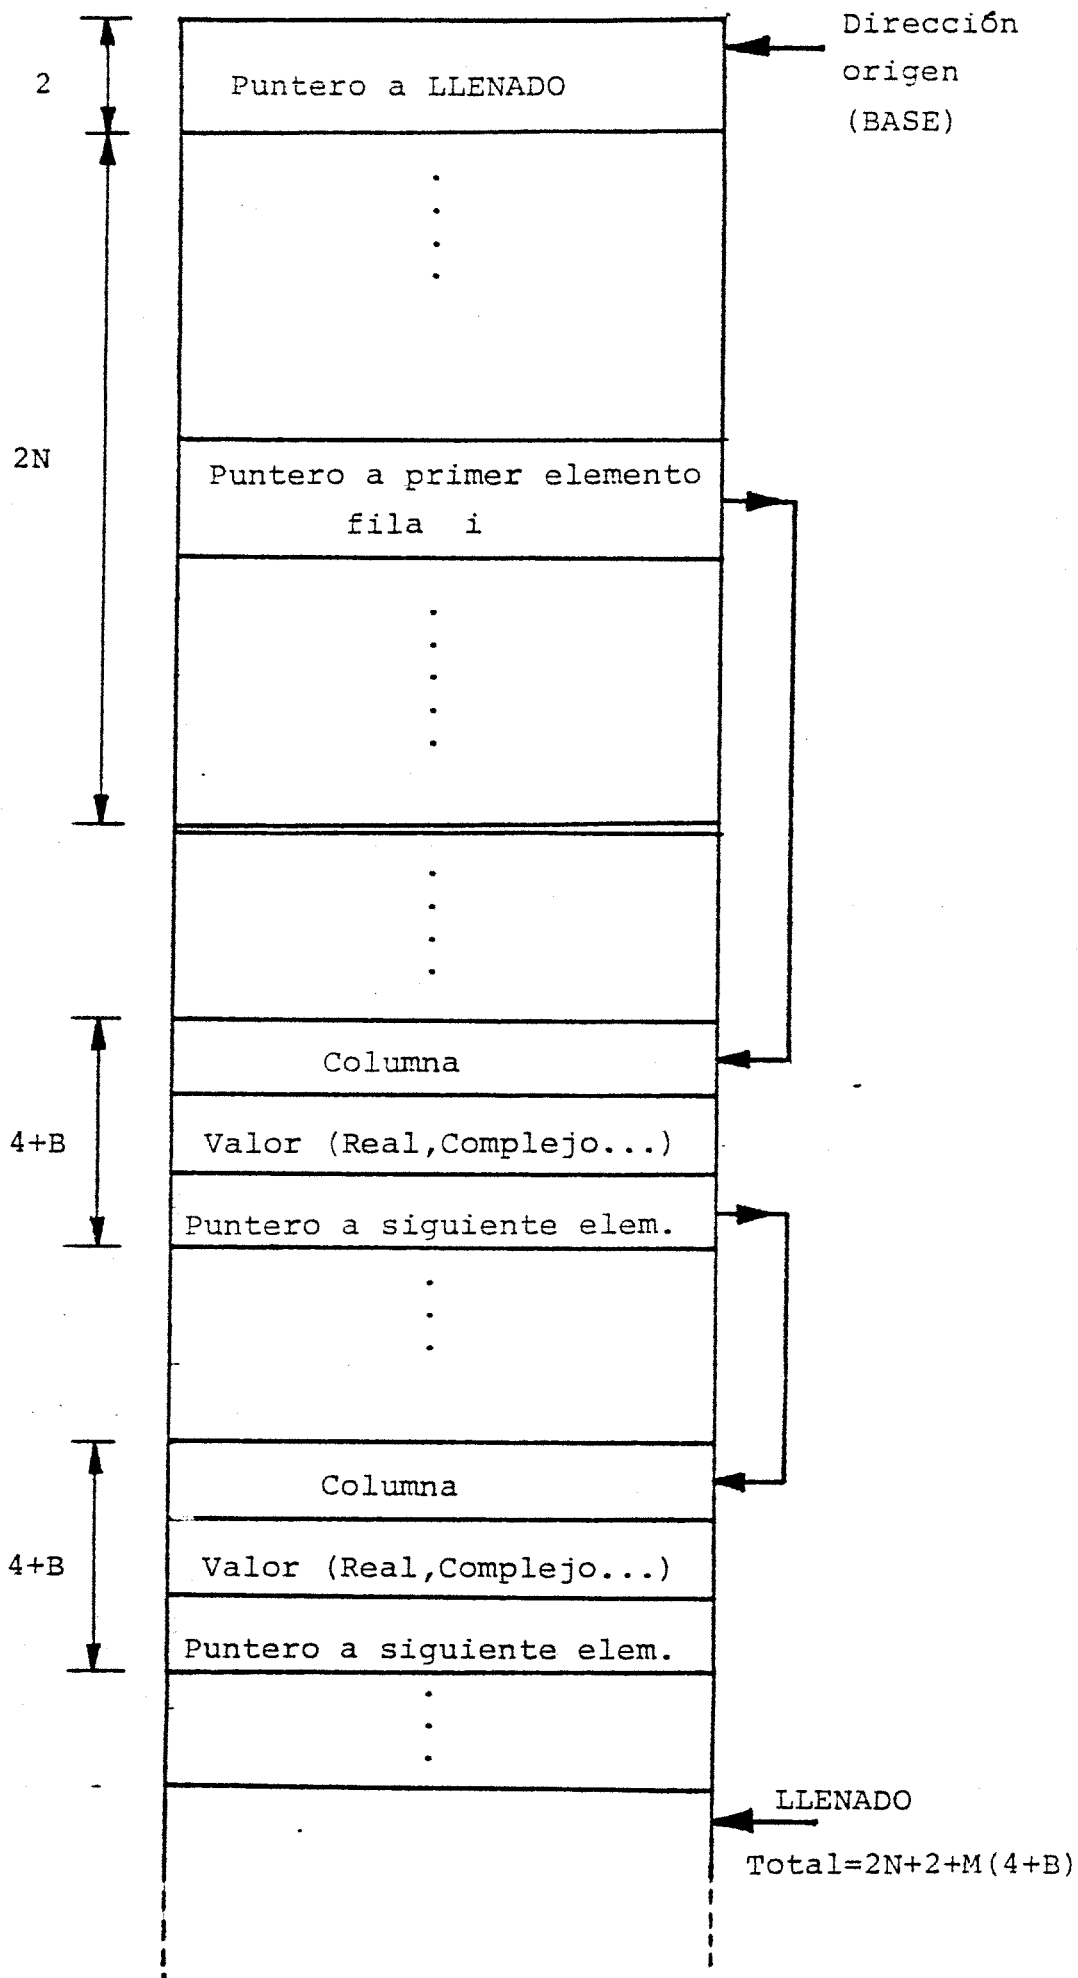 Dirección
origen
(BASE)
2
Puntero a LLENADO
2N
Puntero a primer elemento
fila i
Columna
4+B
Valor (Real,Complejo...)
Puntero a siguiente elem.
Columna
4+B
Valor (Real,Complejo...)
Puntero a siguiente elem.
LLENADO
Total=2N+2+M(4+B)